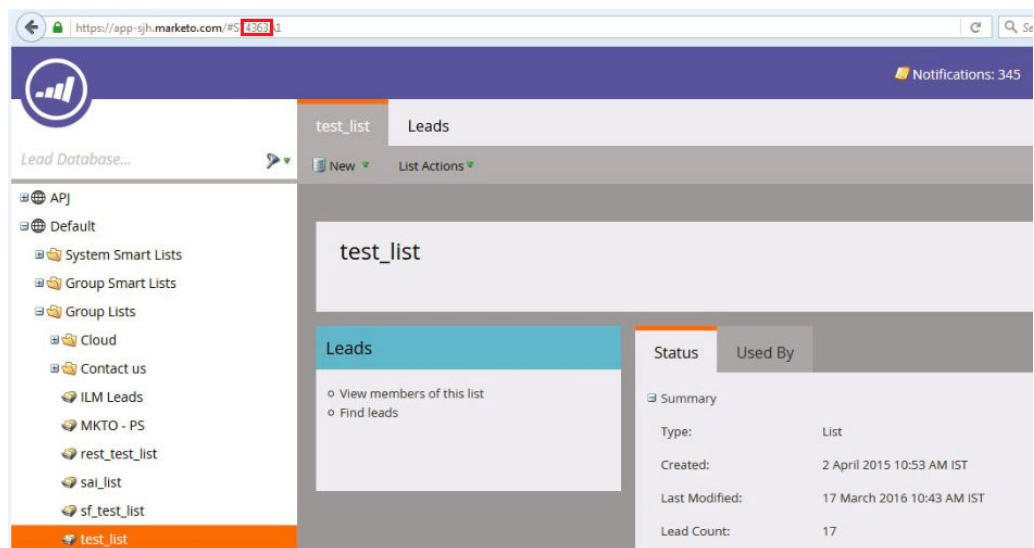 https://app-sjh.marketo.com/#ST4363A1
Notifications: 345
test_list
Leads
Lead Database...
New
List Actions
APJ
Default
System Smart Lists
Group Smart Lists
Group Lists
Cloud
Contact us
ILM Leads
MKTO - PS
rest_test_list
sai_list
sf_test_list
test_list
test_list
Leads
View members of this list
Find leads
Status
Used By
Summary
Type: List
Created: 2 April 2015 10:53 AM IST
Last Modified: 17 March 2016 10:43 AM IST
Lead Count: 17